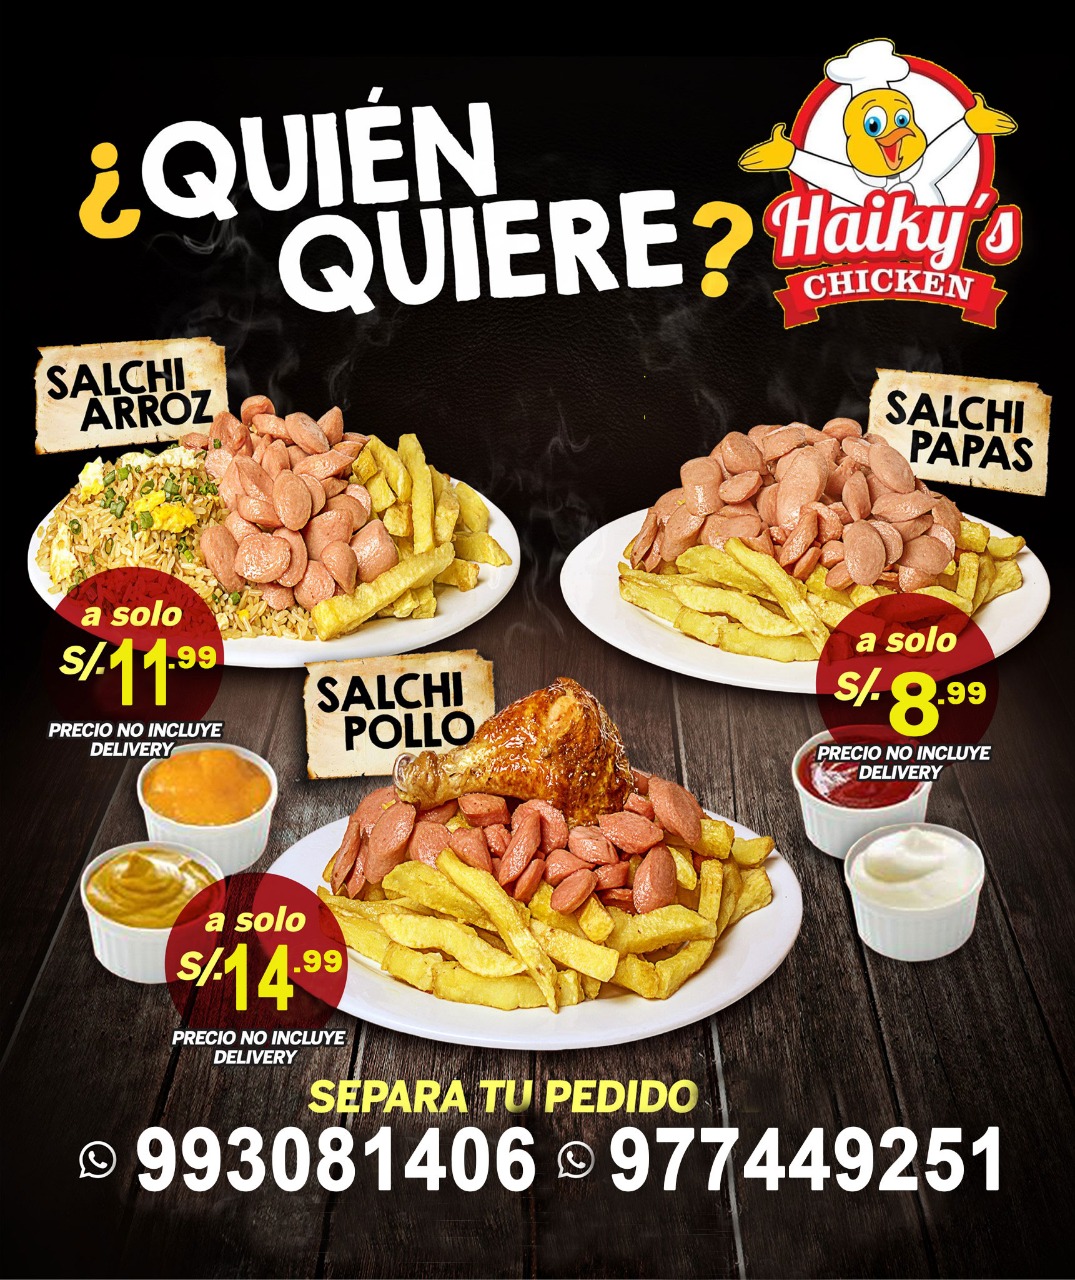 ¿QUIÉN
QUIERE?
Haiky's
CHICKEN
SALCHI
ARROZ
a solo
S/.11.99
PRECIO NO INCLUYE
DELIVERY
SALCHI
PAPAS
a solo
S/.8.99
PRECIO NO INCLUYE
DELIVERY
SALCHI
POLLO
a solo
S/.14.99
PRECIO NO INCLUYE
DELIVERY
SEPARA TU PEDIDO
993081406 977449251